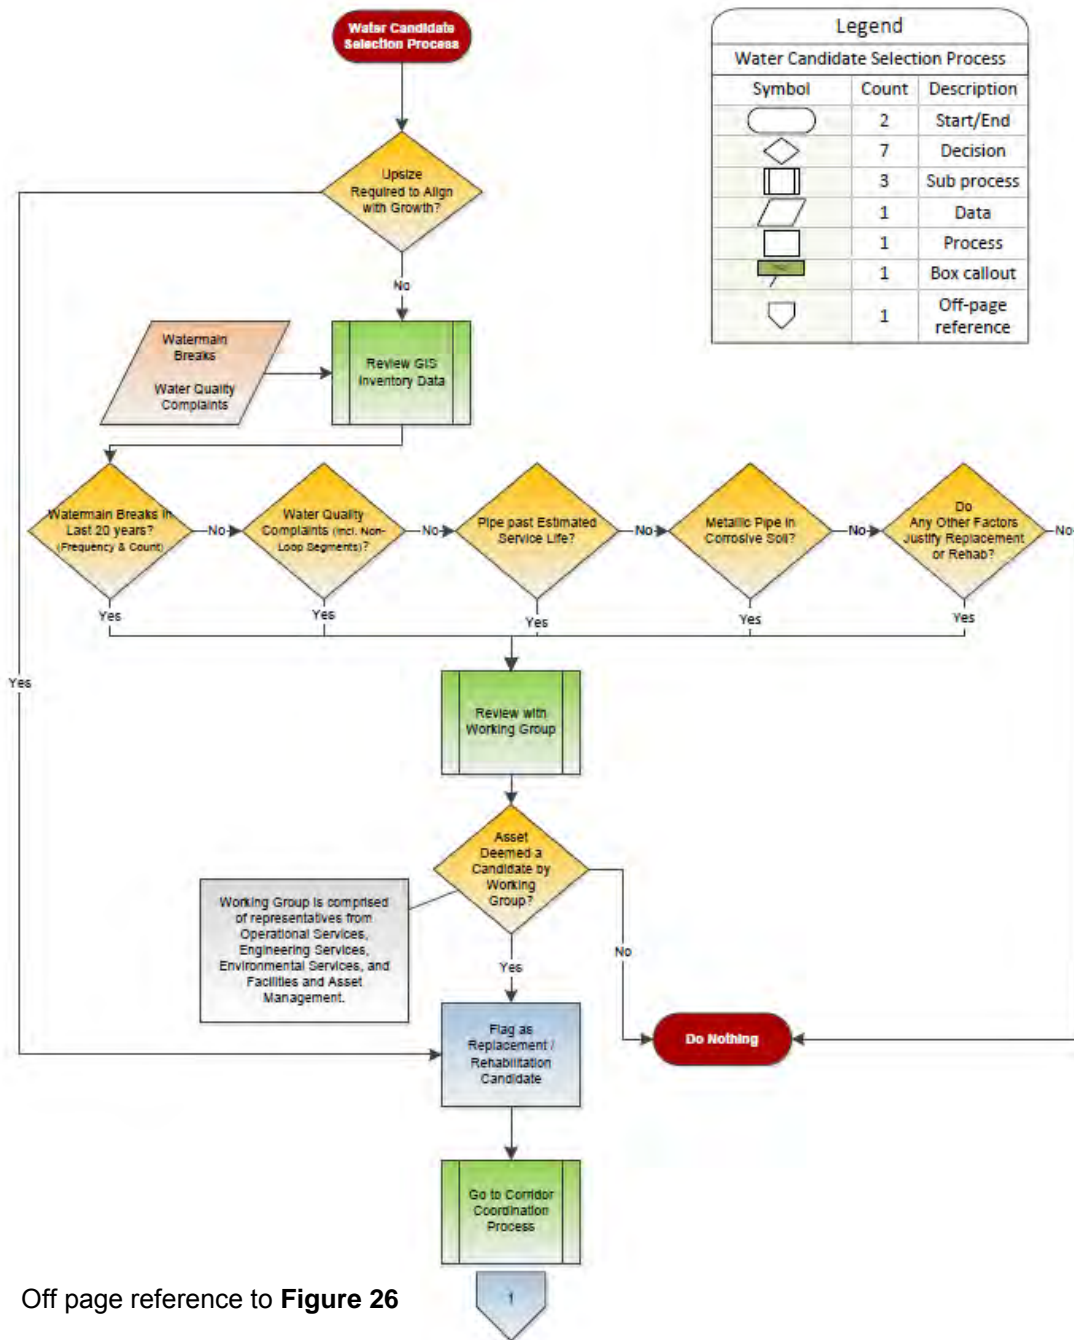 Water Candidate
Selection Process
Legend
Water Candidate Selection Process
Symbol Count Description
2 Start/End
7 Decision
3 Sub process
1 Data
1 Process
1 Box callout
1 Off-page
reference
Upsize
Required to Align
with Growth?
No
Watermain
Breaks
Water Quality
Complaints
Review GIS
Inventory Data
Watermain Breaks in
Last 20 years?
(Frequency & Count)
No
Water Quality
Complaints (incl. Non-
Loop Segments)?
No
Pipe past Estimated
Service Life?
No
Metallic Pipe in
Corrosive Soil?
No
Do
Any Other Factors
Justify Replacement
or Rehab?
No
Yes
Yes
Yes
Yes
Yes
Yes
Review with
Working Group
Asset
Deemed a
Candidate by
Working
Group?
Working Group is comprised
of representatives from
Operational Services,
Engineering Services,
Environmental Services, and
Facilities and Asset
Management.
No
Yes
Flag as
Replacement /
Rehabilitation
Candidate
Do Nothing
Go to Corridor
Coordination
Process
1
Off page reference to Figure 26